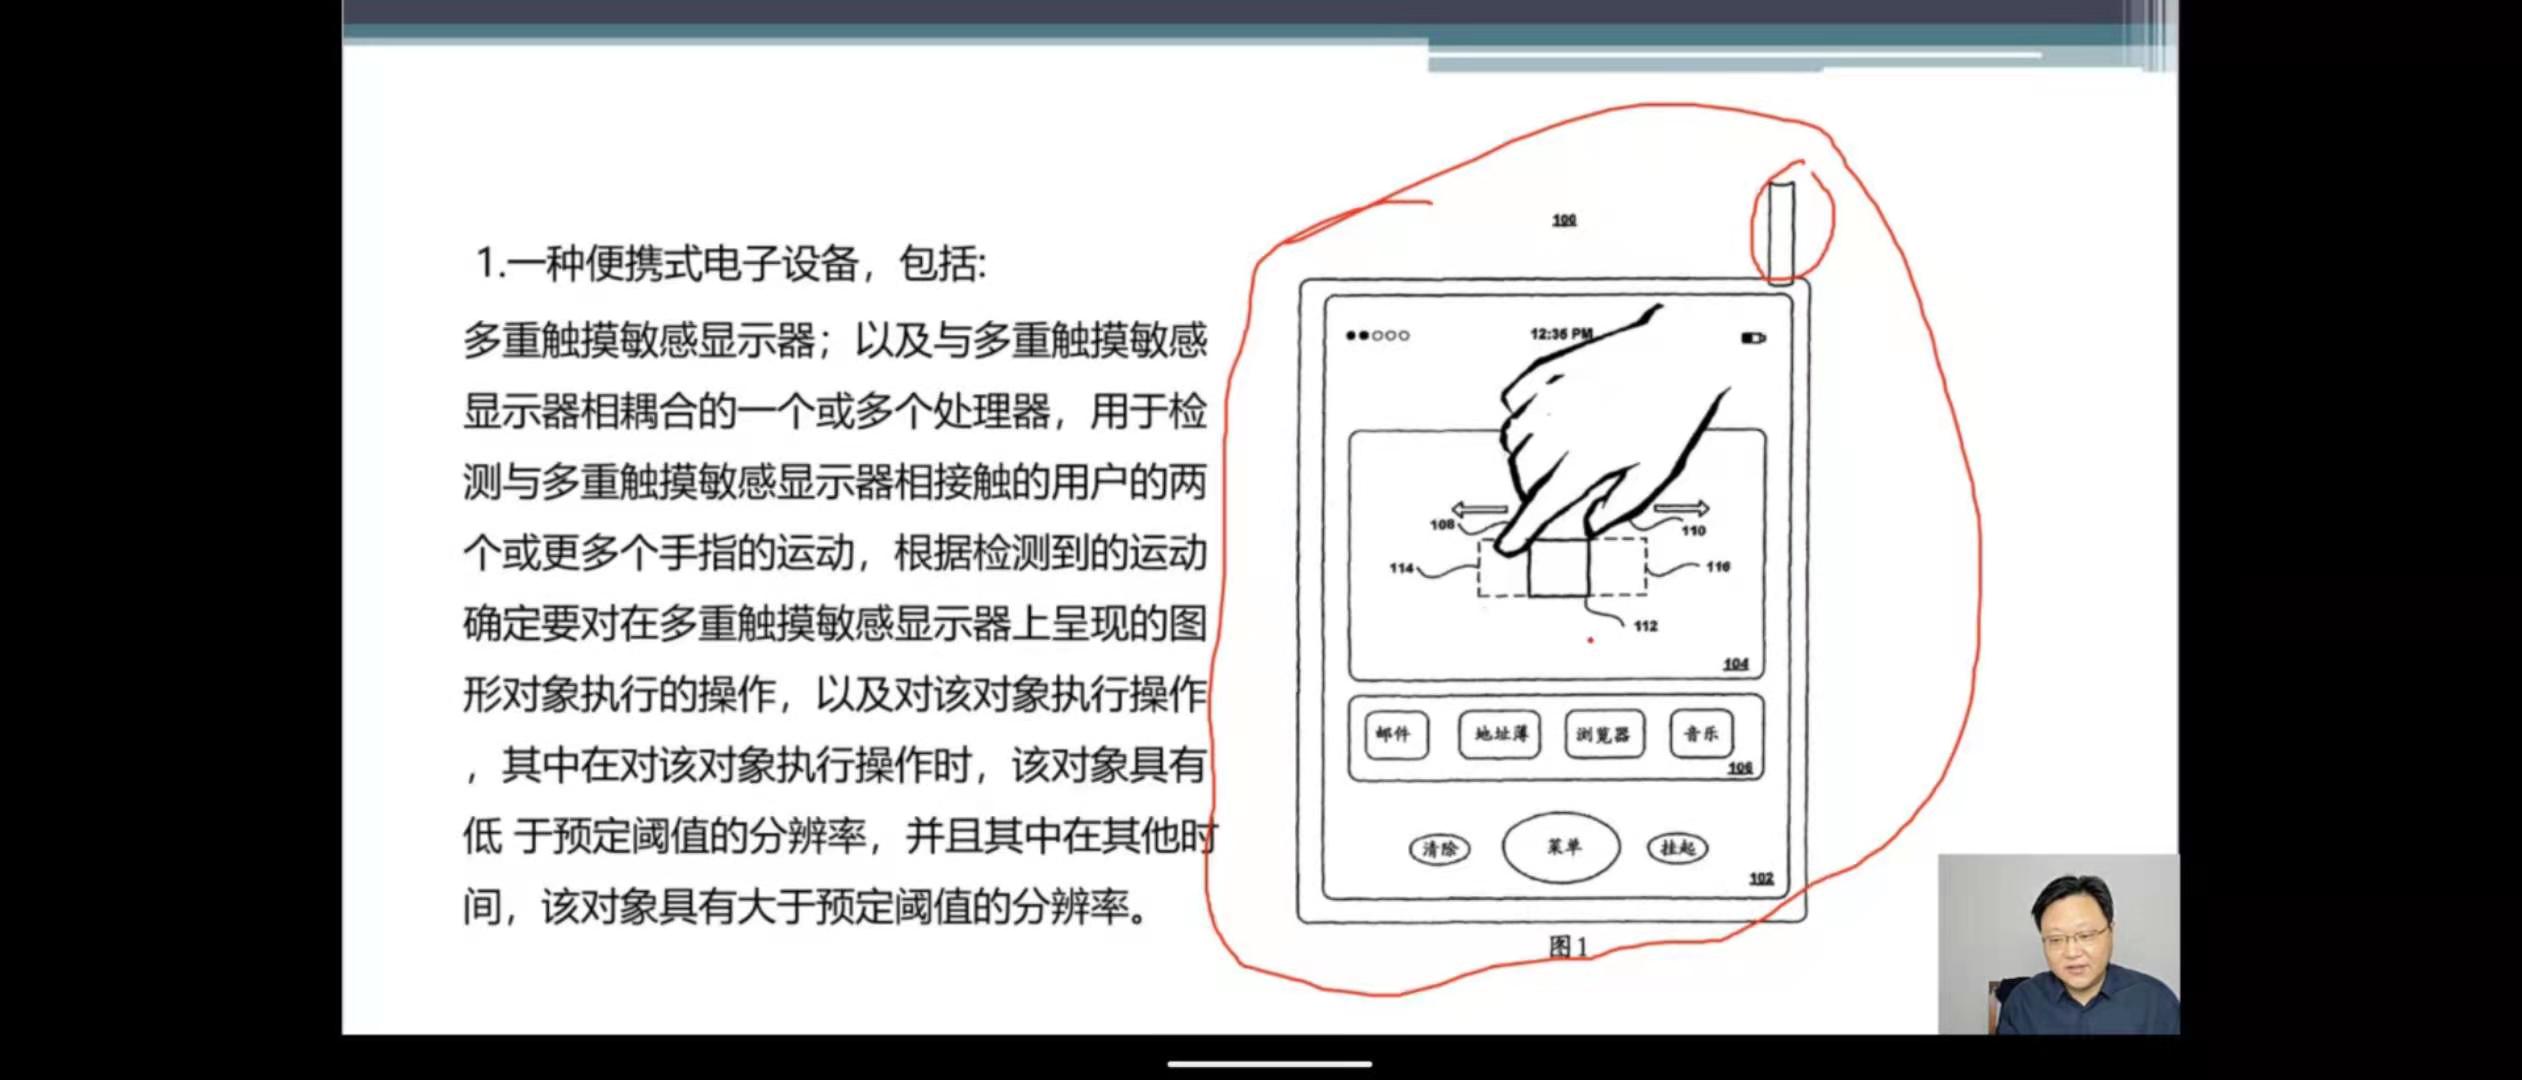 1.一种便携式电子设备，包括:
多重触摸敏感显示器；以及与多重触摸敏感
显示器相耦合的一个或多个处理器，用于检
测与多重触摸敏感显示器相接触的用户的两
个或更多个手指的运动，根据检测到的运动
确定要对在多重触摸敏感显示器上呈现的图
形对象执行的操作，以及对该对象执行操作
，其中在对该对象执行操作时，该对象具有
低 于预定阈值的分辨率，并且其中在其他时
间，该对象具有大于预定阈值的分辨率。
100
12:36 PM
108
110
114
116
112
104
邮件 地址薄 浏览器 音乐
106
清除 菜单 挂起
102
图1